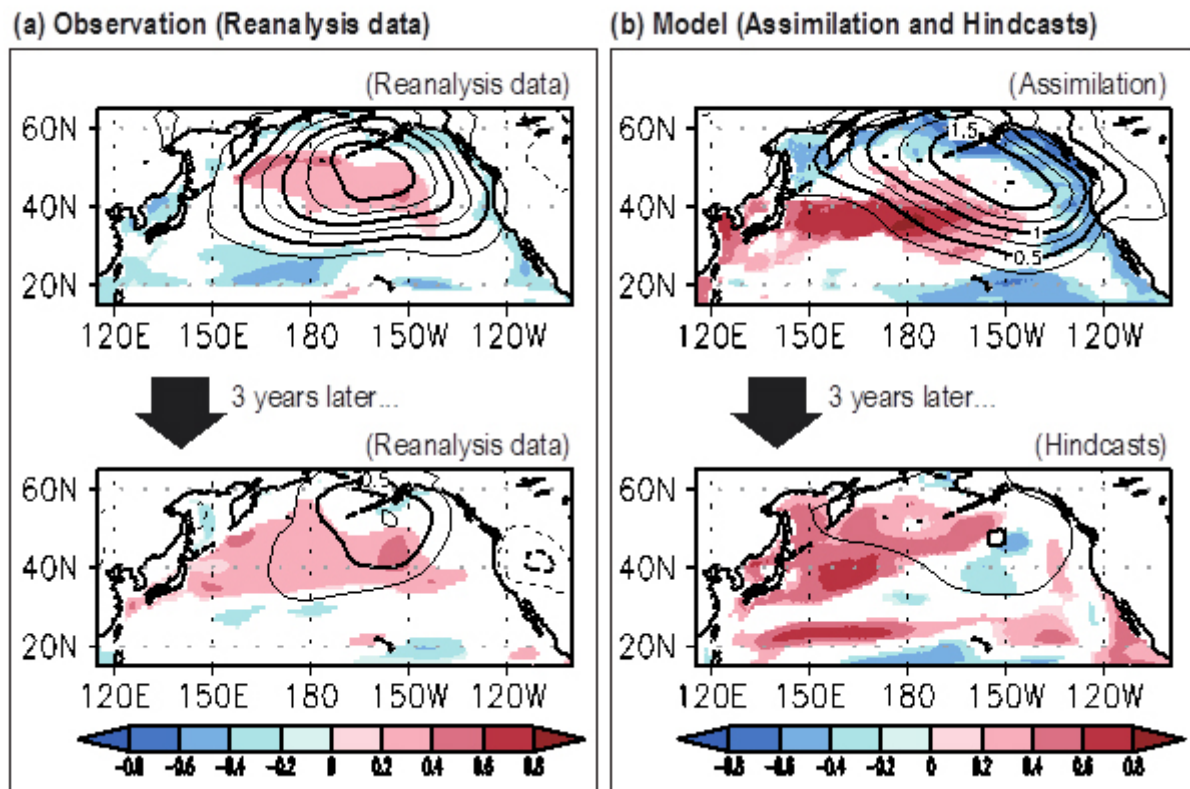 (a) Observation (Reanalysis data)
(Reanalysis data)
60N
40N
20N
120E 150E 180 150W 120W
3 years later...
(Reanalysis data)
0.5
60N
40N
20N
120E 150E 180 150W 120W
-0.8 -0.6 -0.4 -0.2 0 0.2 0.4 0.6 0.8
(b) Model (Assimilation and Hindcasts)
(Assimilation)
60N
1.5
40N
1
0.5
20N
120E 150E 180 150W 120W
3 years later...
(Hindcasts)
60N
40N
20N
120E 150E 180 150W 120W
-0.8 -0.6 -0.4 -0.2 0 0.2 0.4 0.6 0.8